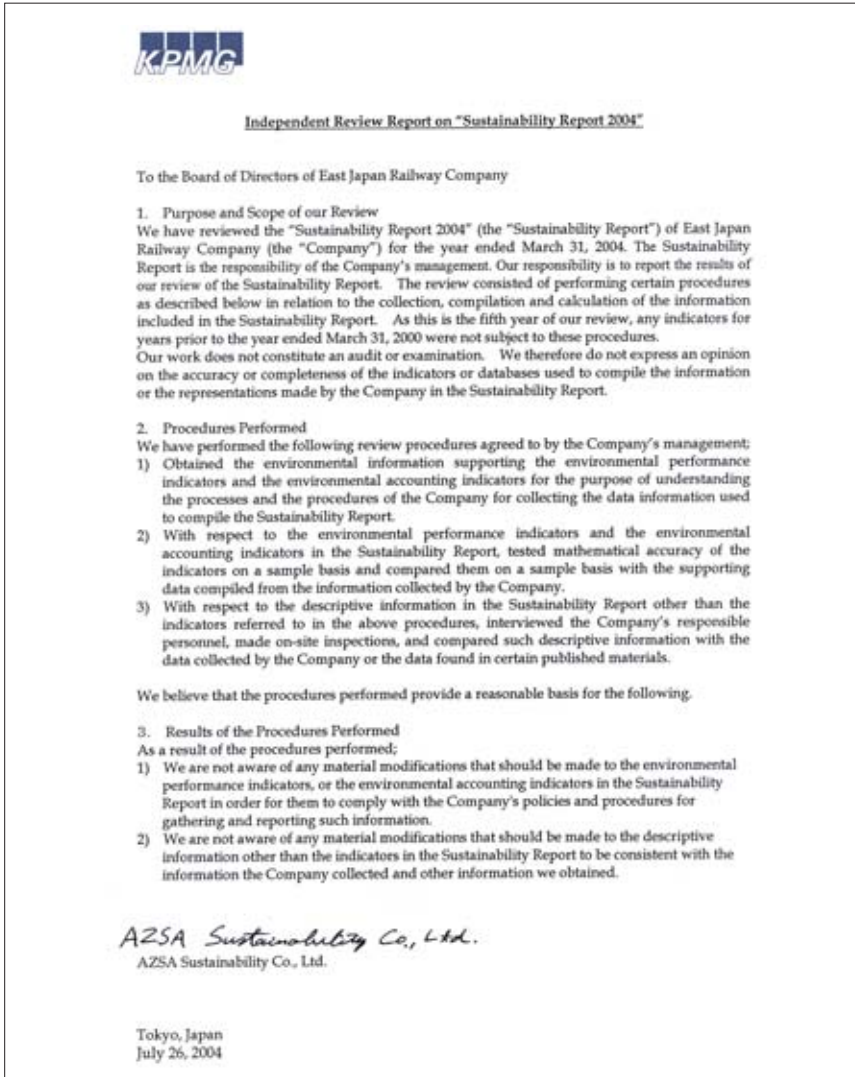 KPMG
Independent Review Report on "Sustainability Report 2004"
To the Board of Directors of East Japan Railway Company
1. Purpose and Scope of our Review
We have reviewed the "Sustainability Report 2004" (the "Sustainability Report") of East Japan
Railway Company (the "Company") for the year ended March 31, 2004. The Sustainability
Report is the responsibility of the Company's management. Our responsibility is to report the results of
our review of the Sustainability Report. The review consisted of performing certain procedures
as described below in relation to the collection, compilation and calculation of the information
included in the Sustainability Report. As this is the fifth year of our review, any indicators for
years prior to the year ended March 31, 2000 were not subject to these procedures.
Our work does not constitute an audit or examination. We therefore do not express an opinion
on the accuracy or completeness of the indicators or databases used to compile the information
or the representations made by the Company in the Sustainability Report.
2. Procedures Performed
We have performed the following review procedures agreed to by the Company's management;
1) Obtained the environmental information supporting the environmental performance
indicators and the environmental accounting indicators for the purpose of understanding
the processes and the procedures of the Company for collecting the data information used
to compile the Sustainability Report.
2) With respect to the environmental performance indicators and the environmental
accounting indicators in the Sustainability Report, tested mathematical accuracy of the
indicators on a sample basis and compared them on a sample basis with the supporting
data compiled from the information collected by the Company.
3) With respect to the descriptive information in the Sustainability Report other than the
indicators referred to in the above procedures, interviewed the Company's responsible
personnel, made on-site inspections, and compared such descriptive information with the
data collected by the Company or the data found in certain published materials.
We believe that the procedures performed provide a reasonable basis for the following.
3. Results of the Procedures Performed
As a result of the procedures performed;
1) We are not aware of any material modifications that should be made to the environmental
performance indicators, or the environmental accounting indicators in the Sustainability
Report in order for them to comply with the Company's policies and procedures for
gathering and reporting such information.
2) We are not aware of any material modifications that should be made to the descriptive
information other than the indicators in the Sustainability Report to be consistent with the
information the Company collected and other information we obtained.
AZSA Sustainability Co., Ltd.
AZSA Sustainability Co., Ltd.
Tokyo, Japan
July 26, 2004